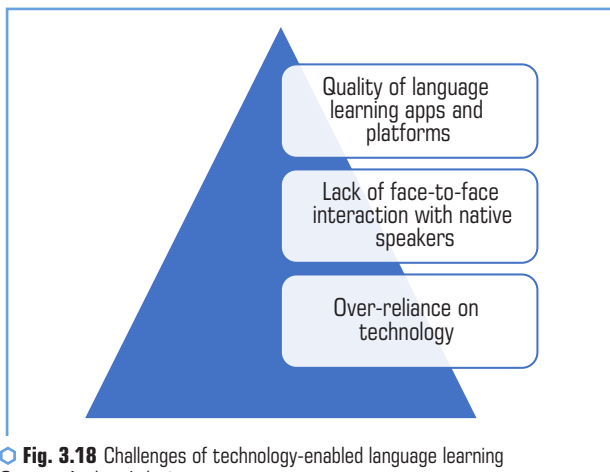 Quality of language
learning apps and
platforms
Lack of face-to-face
interaction with native
speakers
Over-reliance on
technology
Fig. 3.18 Challenges of technology-enabled language learning